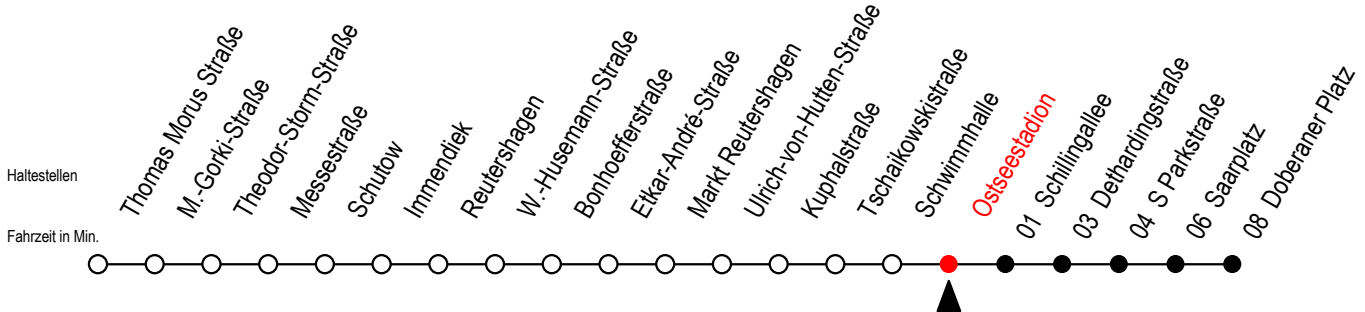 Haltestellen
Fahrzeit in Min.
Thomas Morus Straße
M.-Gorki-Straße
Theodor-Storm-Straße
Messestraße
Schutow
Immendiek
Reutershagen
W.-Husemann-Straße
Bonhoefferstraße
Etkar-André-Straße
Markt Reutershagen
Ulrich-von-Hutten-Straße
Kuphalstraße
Tschaikowskistraße
Schwimmhalle
Ostseestadion
01 Schillingallee
03 Dethardingstraße
04 S Parkstraße
06 Saarplatz
08 Doberaner Platz